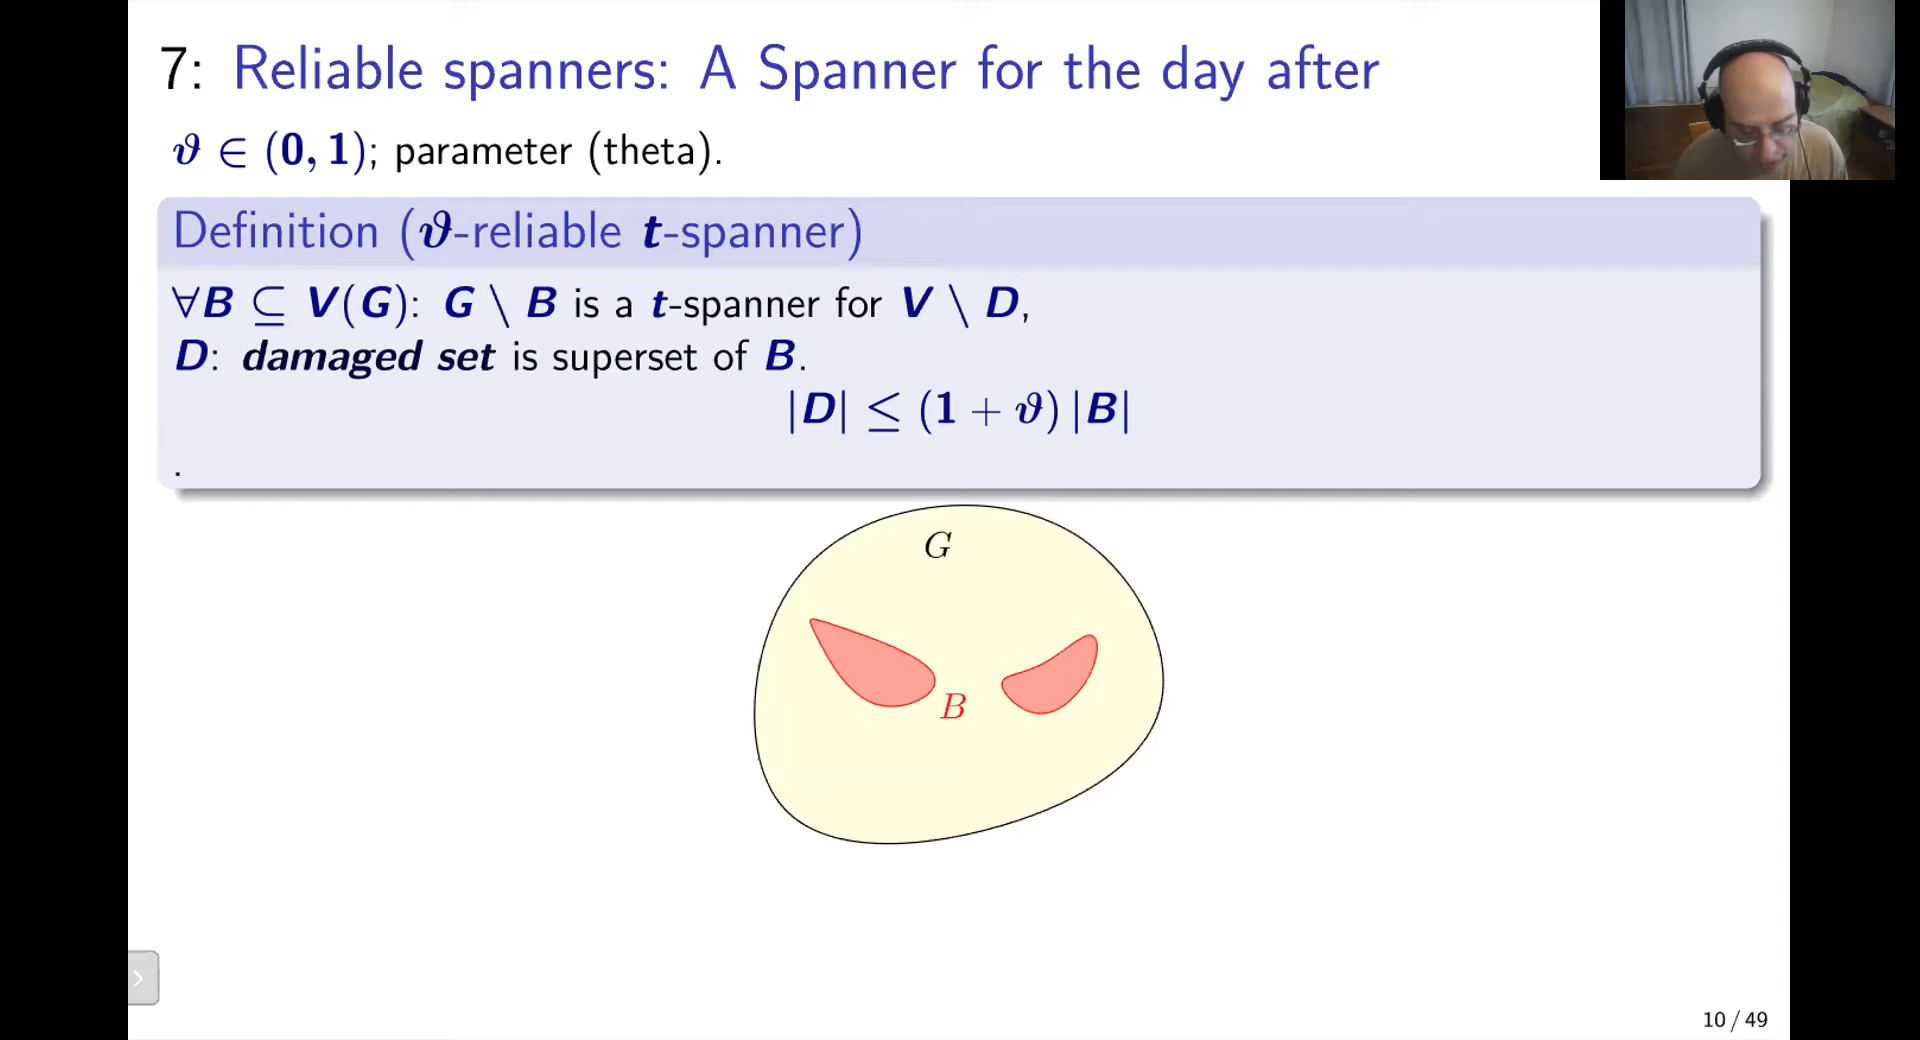 7: Reliable spanners: A Spanner for the day after
ϑ ∈ (0, 1); parameter (theta).
Definition (ϑ-reliable t-spanner)
∀B ⊆ V(G): G \ B is a t-spanner for V \ D,
D: damaged set is superset of B.
|D| ≤ (1 + ϑ) |B|
.
G
B
10 / 49